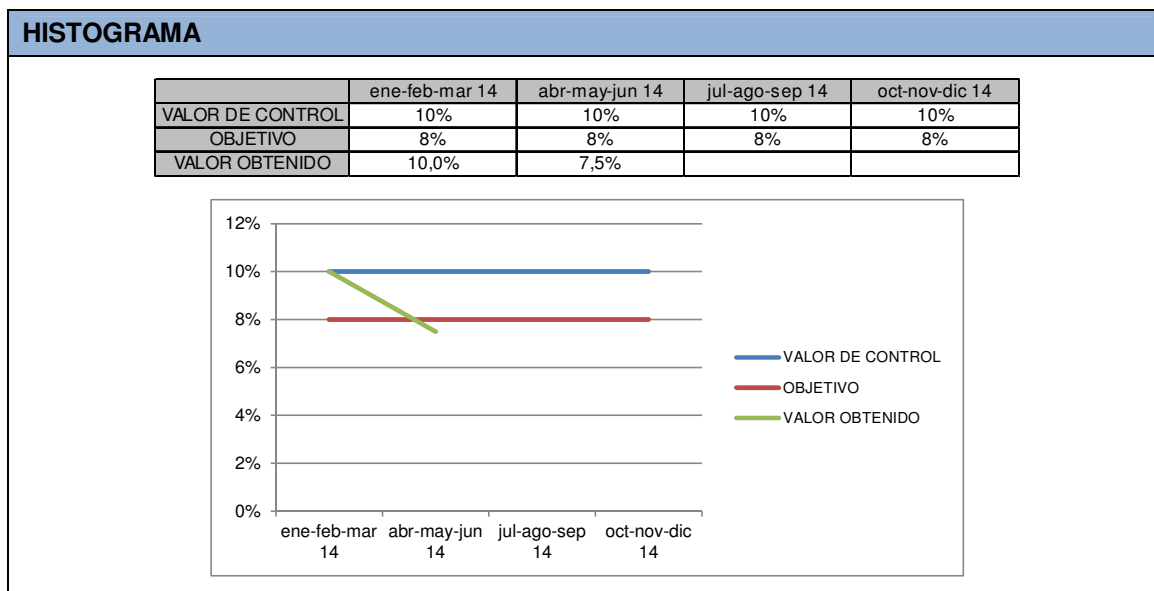 HISTOGRAMA
ene-feb-mar 14 abr-may-jun 14 jul-ago-sep 14 oct-nov-dic 14
VALOR DE CONTROL 10% 10% 10% 10%
OBJETIVO 8% 8% 8% 8%
VALOR OBTENIDO 10,0% 7,5%
12%
10%
8%
6%
4%
2%
0%
ene-feb-mar abr-may-jun jul-ago-sep oct-nov-dic
14 14 14 14
VALOR DE CONTROL
OBJETIVO
VALOR OBTENIDO